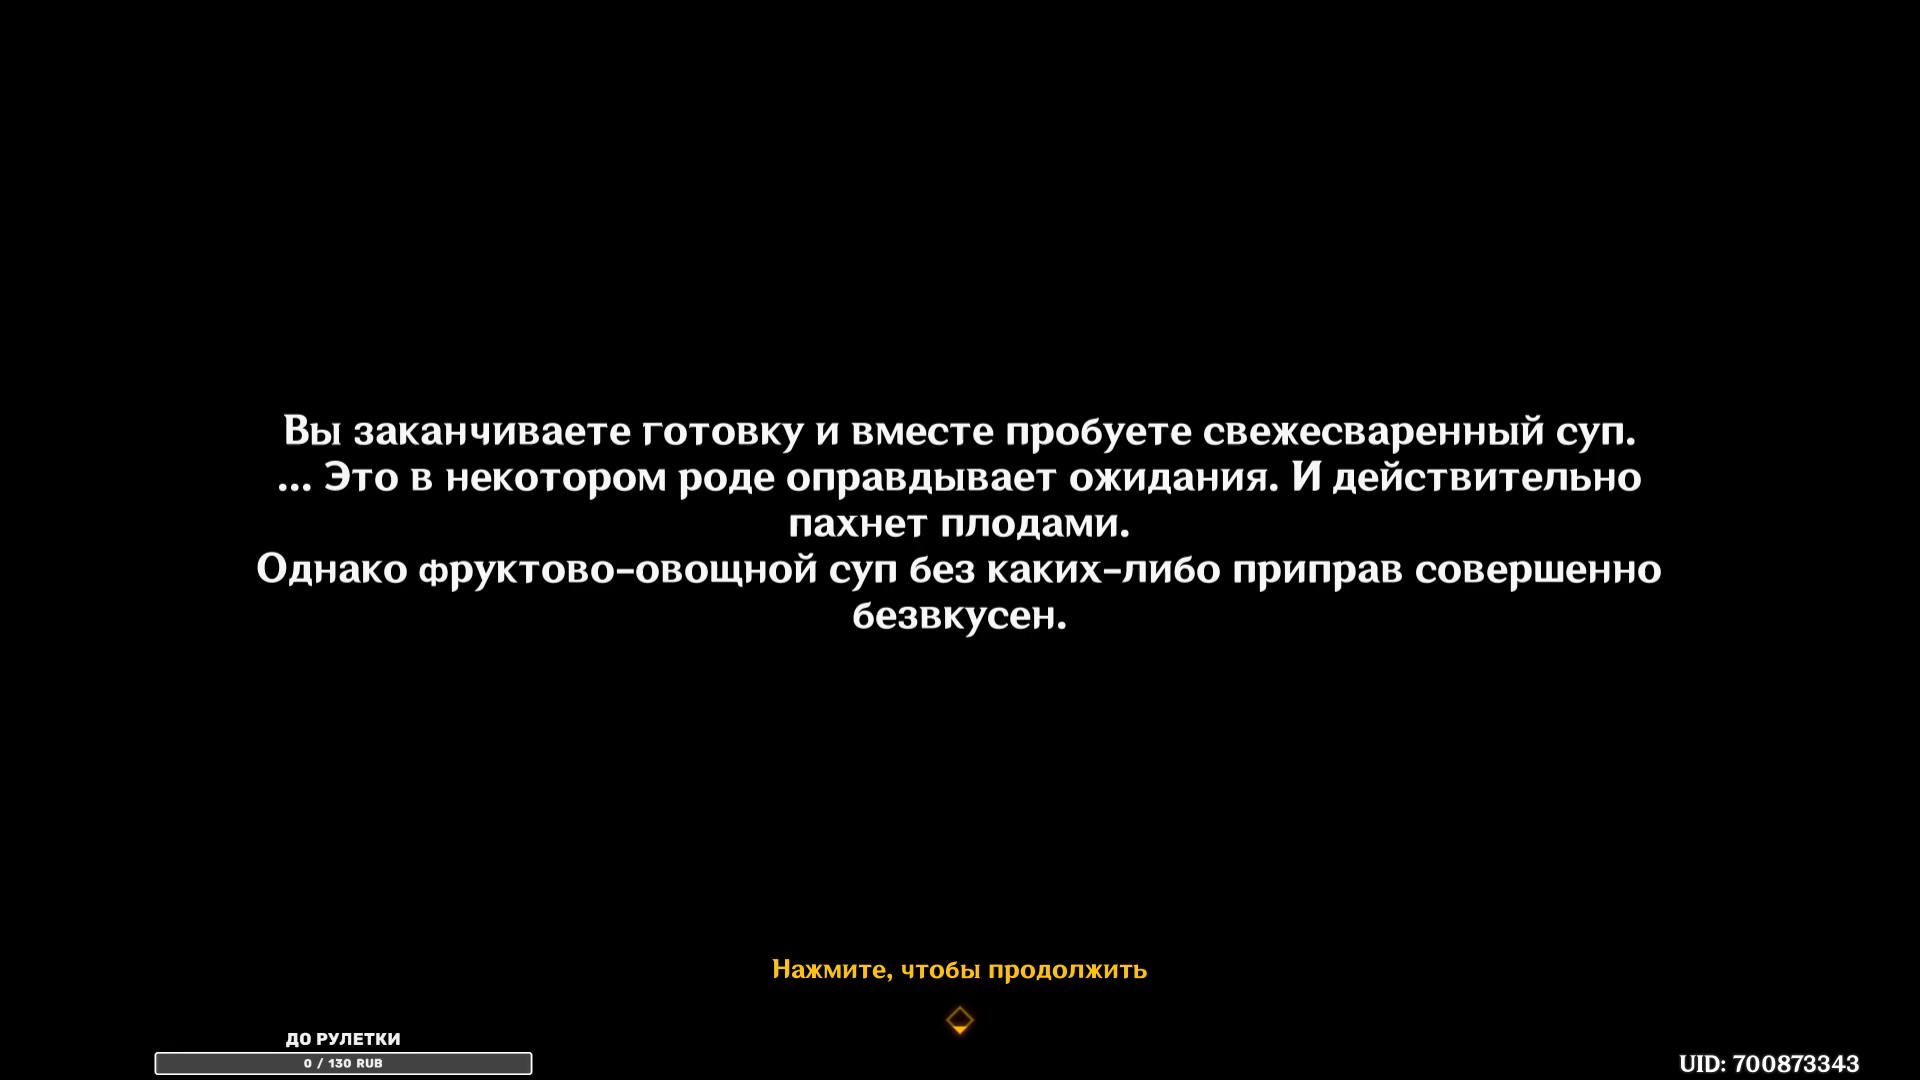 Вы заканчиваете готовку и вместе пробуете свежесваренный суп.
... Это в некотором роде оправдывает ожидания. И действительно
пахнет плодами.
Однако фруктово-овощной суп без каких-либо приправ совершенно
безвкусен.
Нажмите, чтобы продолжить
ДО РУЛЕТКИ
0 / 130 RUB
UID: 700873343